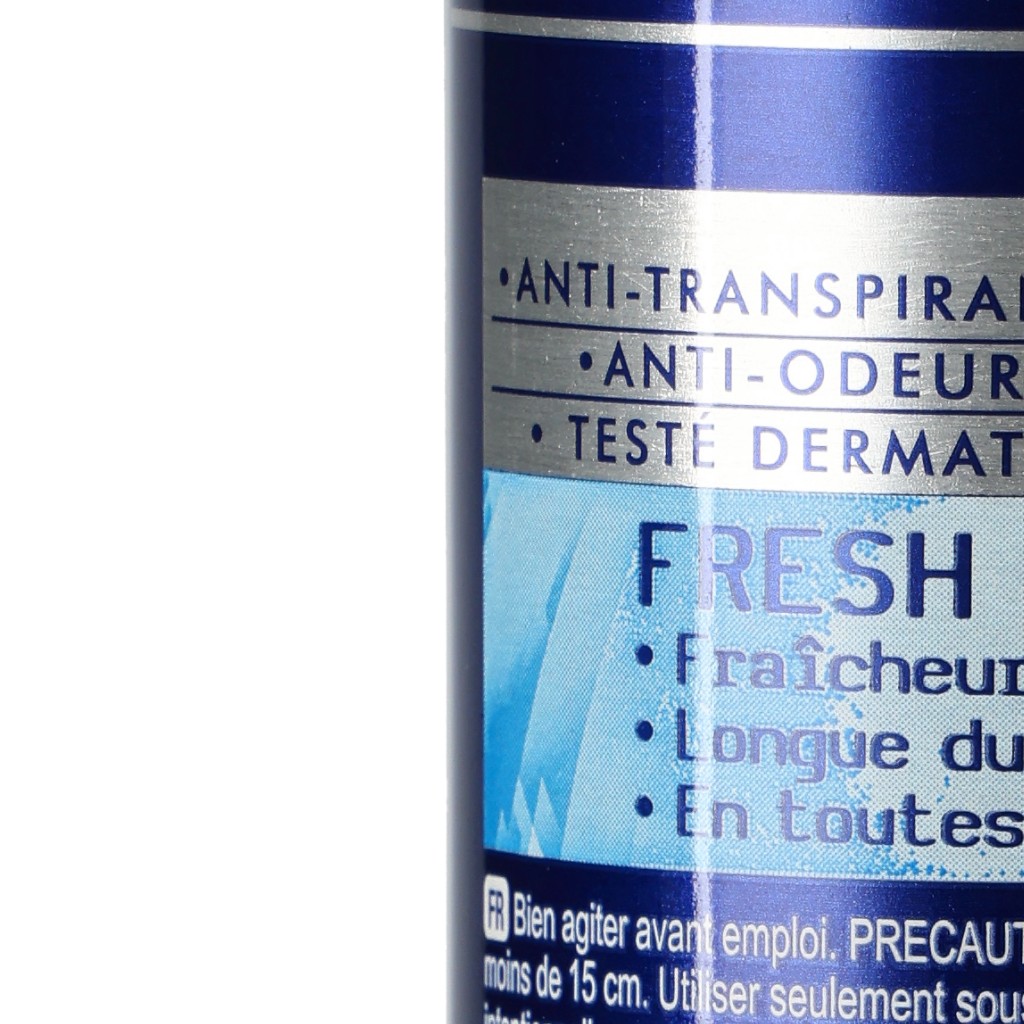 •ANTI-TRANSPIRA
•ANTI-ODEUR
• TESTÉ DERMAT
FRESH
• Fraîcheur
• Longue du
• En toutes
FR Bien agiter avant emploi. PRECAUT
moins de 15 cm. Utiliser seulement sous